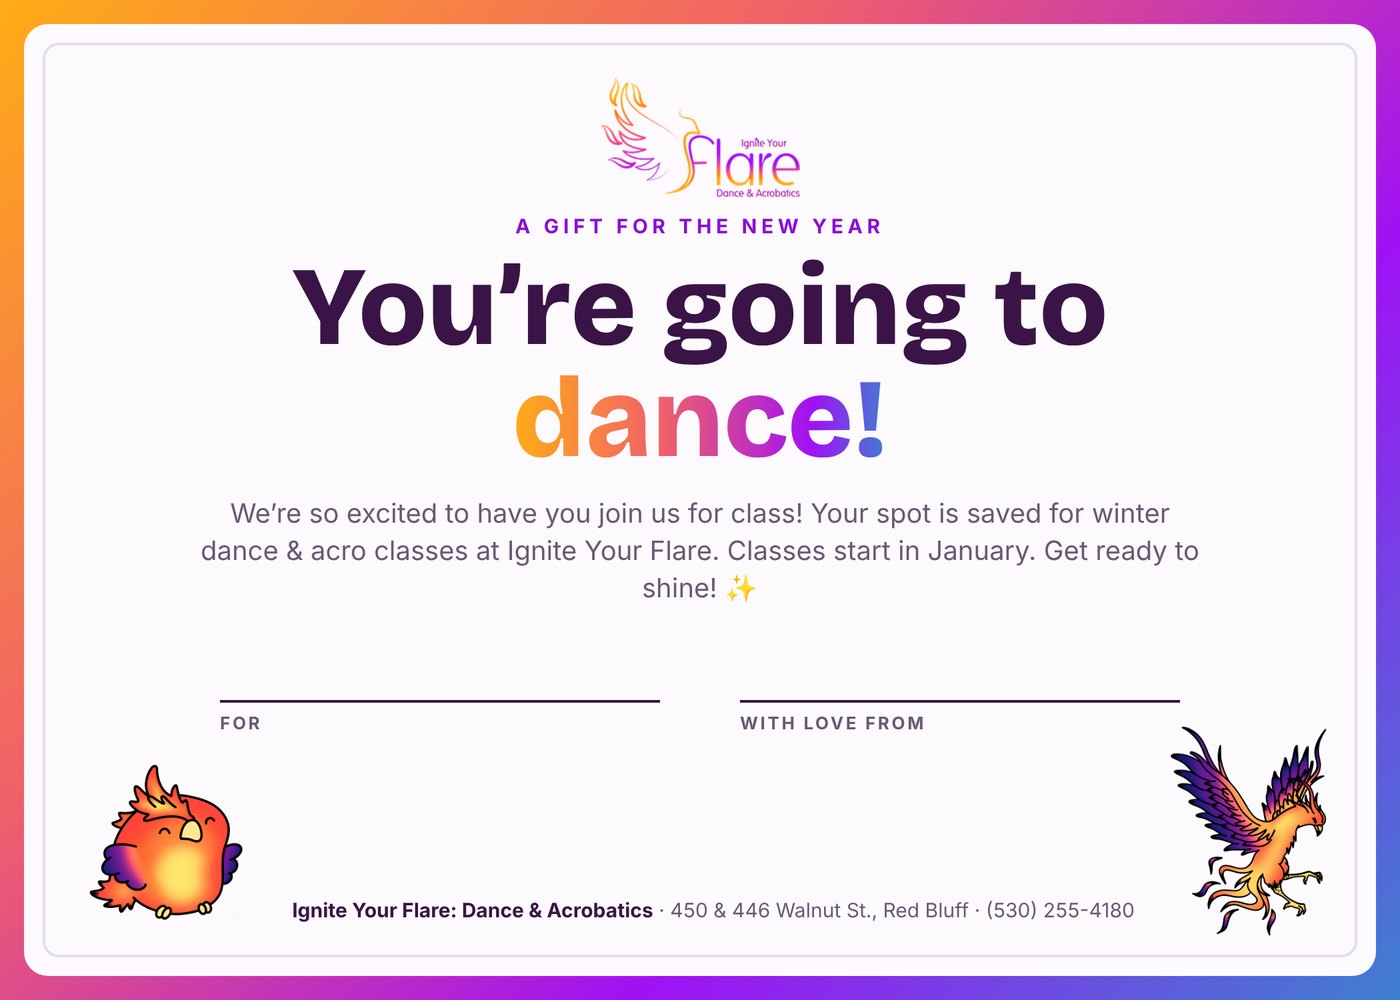 Ignite Your
Flare
Dance & Acrobatics
A GIFT FOR THE NEW YEAR
You’re going to
dance!
We’re so excited to have you join us for class! Your spot is saved for winter
dance & acro classes at Ignite Your Flare. Classes start in January. Get ready to
shine! ✨
FOR
WITH LOVE FROM
Ignite Your Flare: Dance & Acrobatics · 450 & 446 Walnut St., Red Bluff · (530) 255-4180